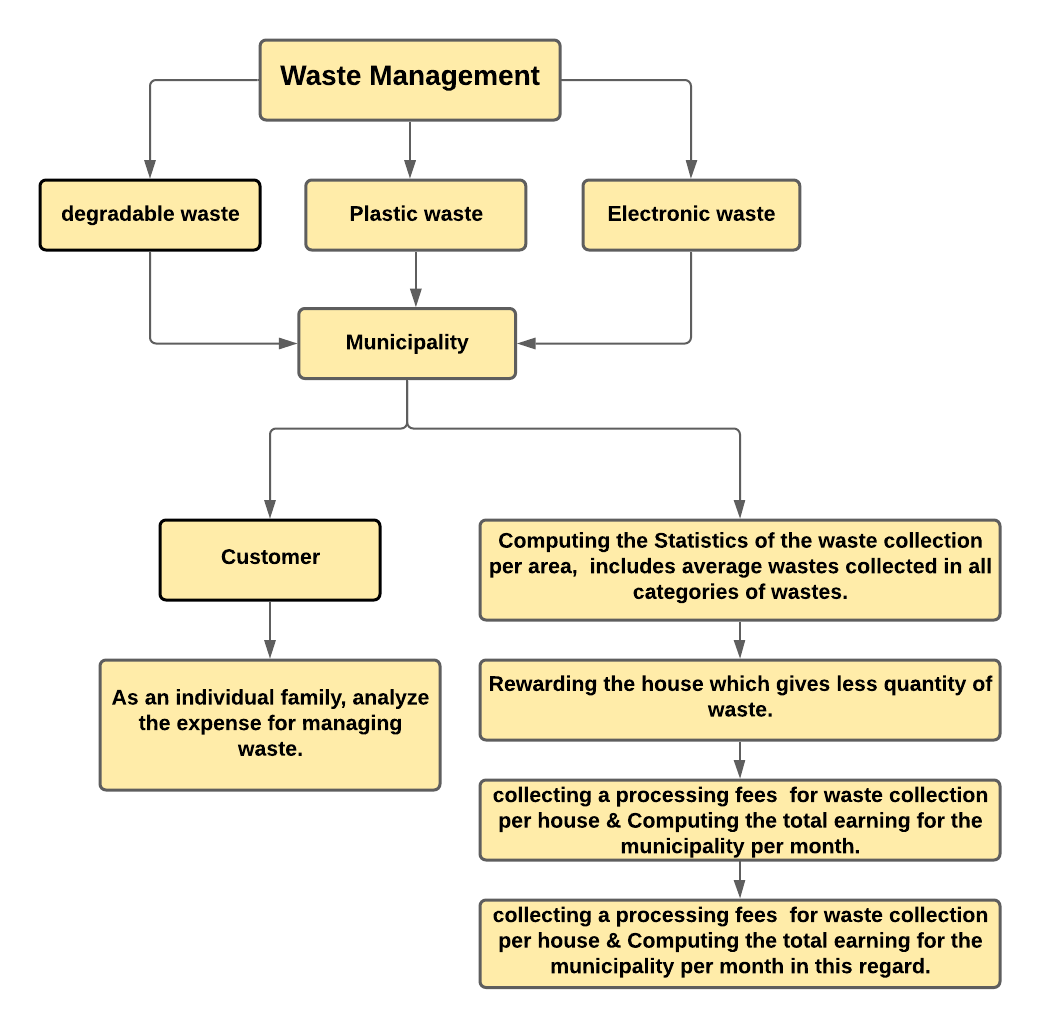 Waste Management
degradable waste
Plastic waste
Electronic waste
Municipality
Customer
As an individual family, analyze
the expense for managing
waste.
Computing the Statistics of the waste collection
per area,  includes average wastes collected in all
categories of wastes.
Rewarding the house which gives less quantity of
waste.
collecting a processing fees  for waste collection
per house & Computing the total earning for the
municipality per month.
collecting a processing fees  for waste collection
per house & Computing the total earning for the
municipality per month in this regard.